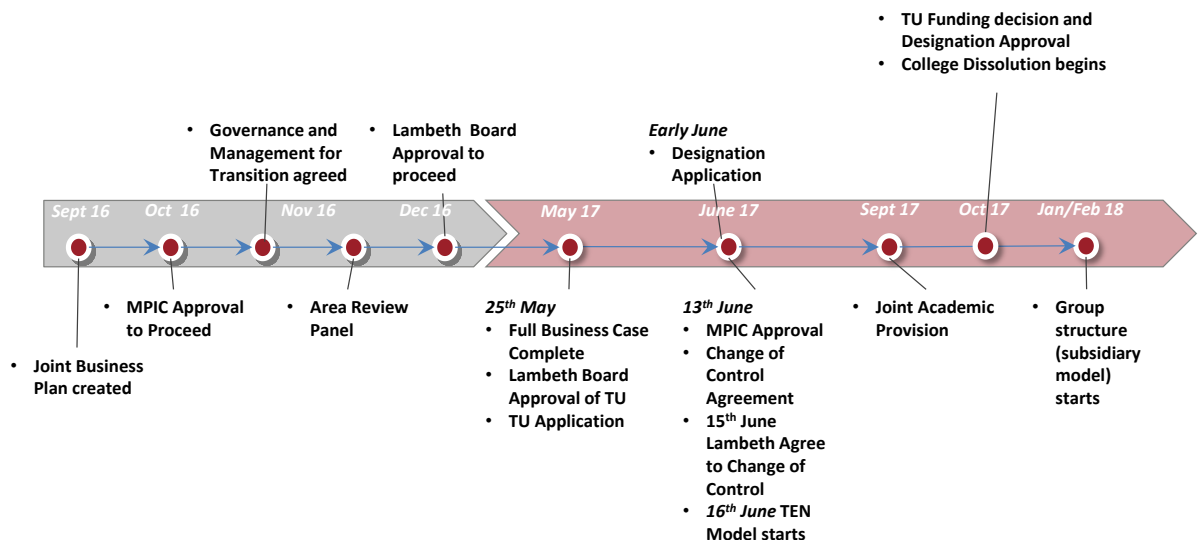 • TU Funding decision and
Designation Approval
• College Dissolution begins
• Governance and
Management for
Transition agreed
• Lambeth Board
Approval to
proceed
Early June
• Designation
Application
Sept 16
Oct 16
Nov 16
Dec 16
May 17
June 17
Sept 17
Oct 17
Jan/Feb 18
• Joint Business
Plan created
• MPIC Approval
to Proceed
• Area Review
Panel
25th May
• Full Business Case
Complete
• Lambeth Board
Approval of TU
• TU Application
13th June
• MPIC Approval
• Change of
Control
Agreement
• 15th June
Lambeth Agree
to Change of
Control
• 16th June TEN
Model starts
• Joint Academic
Provision
• Group
structure
(subsidiary
model)
starts